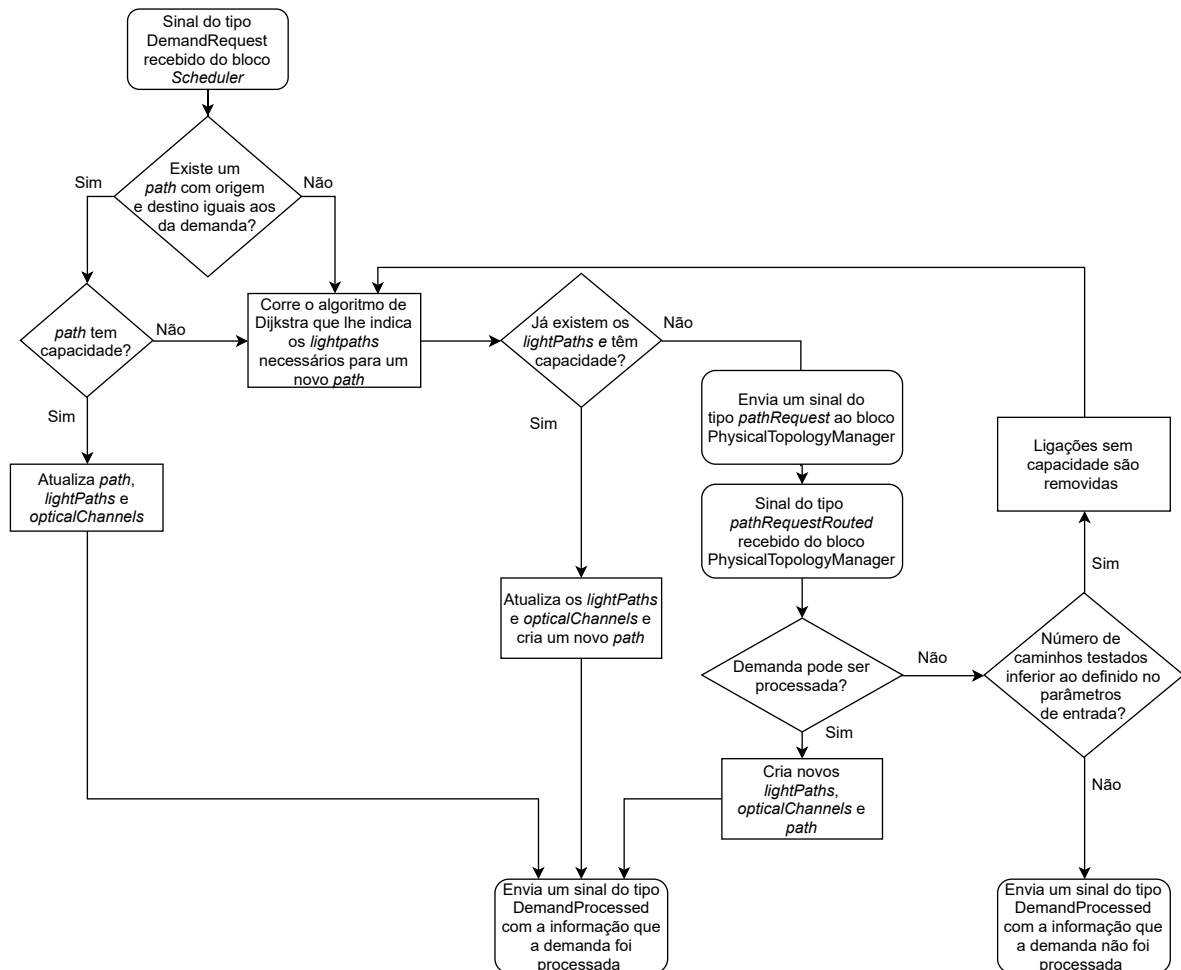 Sinal do tipo
DemandRequest
recebido do bloco
Scheduler
Existe um
path com origem
e destino iguais aos
da demanda?
Sim
Não
path tem
capacidade?
Não
Sim
Corre o algoritmo de
Dijkstra que lhe indica
os lightpaths
necessários para um
novo path
Já existem os
lightPaths e têm
capacidade?
Não
Sim
Envia um sinal do
tipo pathRequest ao bloco
PhysicalTopologyManager
Ligações sem
capacidade são
removidas
Atualiza path,
lightPaths e
opticalChannels
Sinal do tipo
pathRequestRouted
recebido do bloco
PhysicalTopologyManager
Sim
Atualiza os lightPaths
e opticalChannels e
cria um novo path
Demanda pode ser
processada?
Não
Sim
Número de
caminhos testados
inferior ao definido no
parâmetros
de entrada?
Não
Cria novos
lightPaths,
opticalChannels e
path
Envia um sinal do tipo
DemandProcessed
com a informação que
a demanda foi
processada
Envia um sinal do tipo
DemandProcessed
com a informação que
a demanda não foi
processada